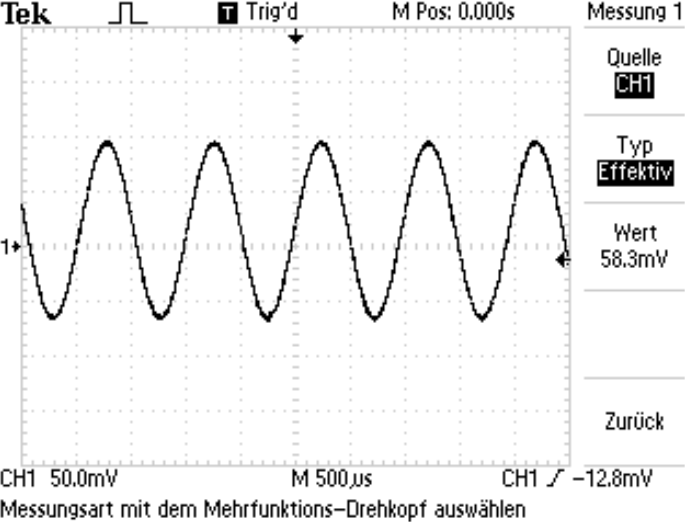 Tek T Trig'd M Pos: 0.000s Messung 1
Quelle
CH1
Typ
Effektiv
1
Wert
58.3mV
Zurück
CH1 50.0mV M 500µs CH1 -12.8mV
Messungsart mit dem Mehrfunktions-Drehkopf auswählen